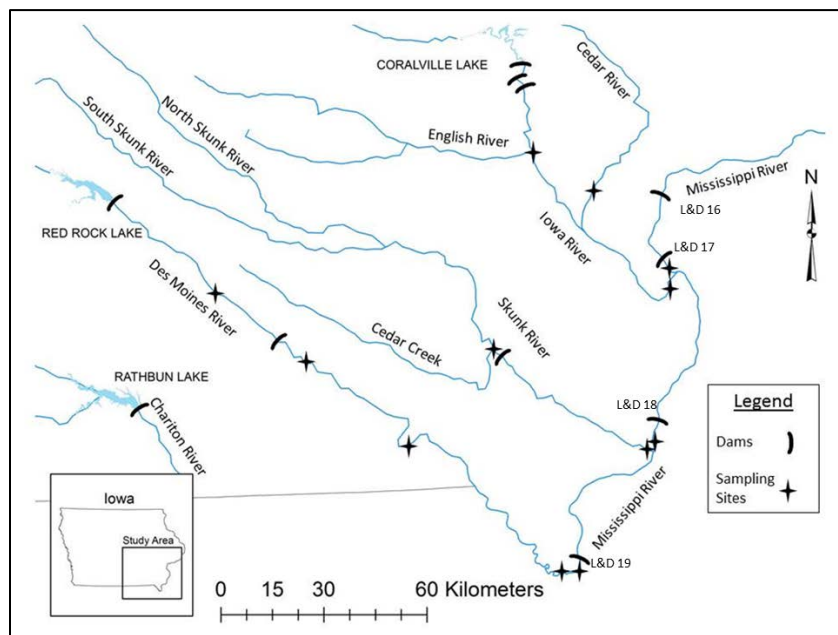 CORALVILLE LAKE
Cedar River
North Skunk River
South Skunk River
English River
Mississippi River
N
L&D 16
RED ROCK LAKE
Iowa River
L&D 17
Des Moines River
Skunk River
Cedar Creek
RATHBUN LAKE
Chariton River
L&D 18
Legend
Dams
Sampling
Sites
Mississippi River
Iowa
Study Area
L&D 19
0 15 30 60 Kilometers